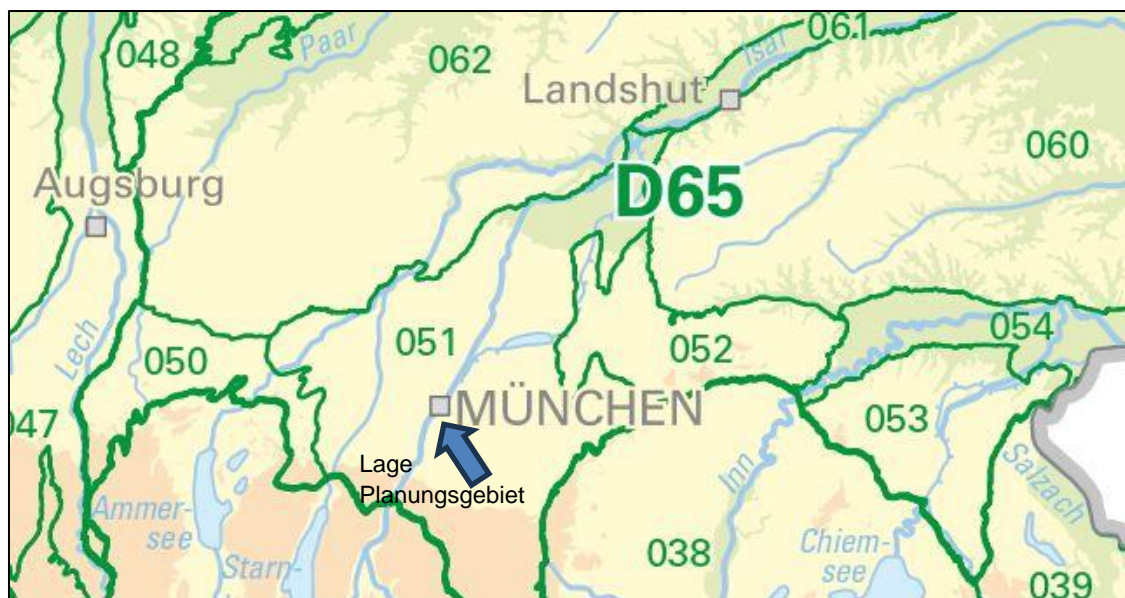 048
Paar
062
Isar
061
Landshut
060
Augsburg
D65
Lech
050
051
052
054
MÜNCHEN
053
047
Lage
Planungsgebiet
Inn
Salzach
Ammer-
see
Starn-
038
Chiem-
see
039